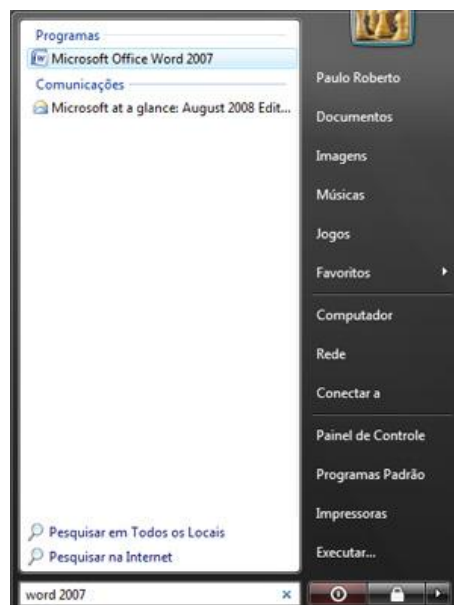 Programas
Microsoft Office Word 2007
Comunicações
Microsoft at a glance: August 2008 Edit...
Pesquisar em Todos os Locais
Pesquisar na Internet
word 2007
Paulo Roberto
Documentos
Imagens
Músicas
Jogos
Favoritos
Computador
Rede
Conectar a
Painel de Controle
Programas Padrão
Impressoras
Executar...